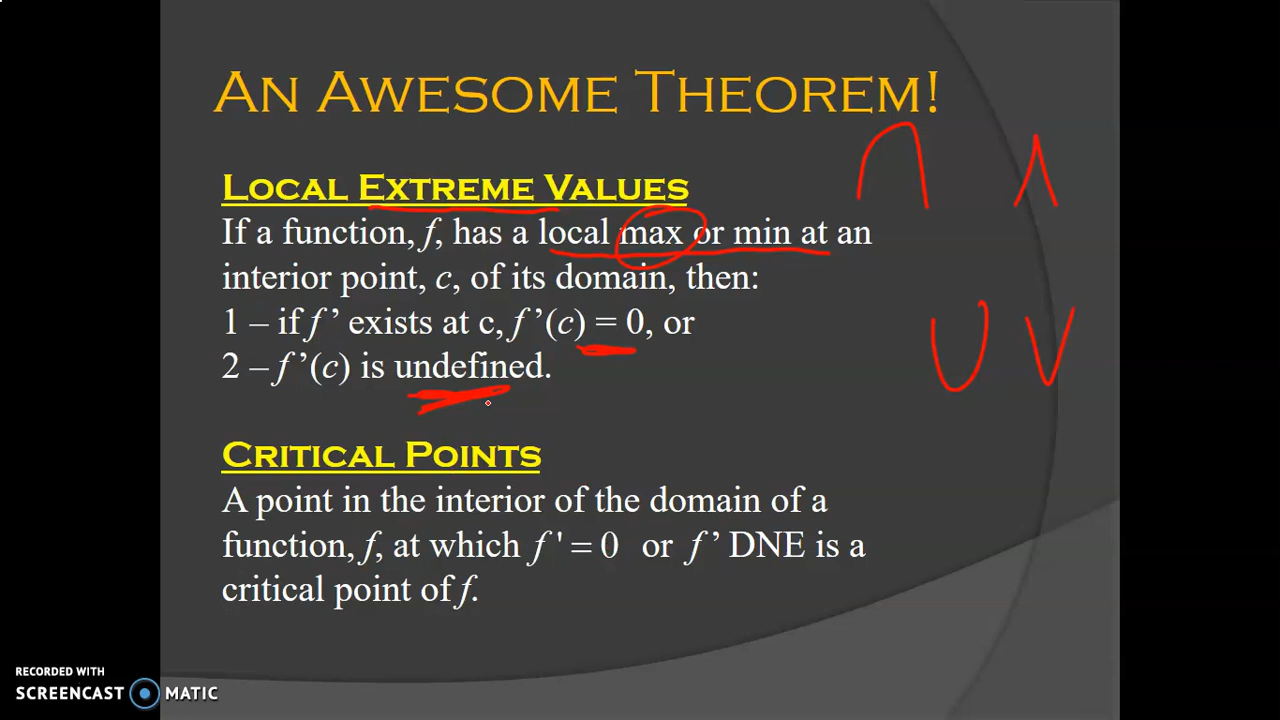 AN AWESOME THEOREM!
LOCAL EXTREME VALUES
If a function, f, has a local max or min at an
interior point, c, of its domain, then:
1 – if f ’ exists at c, f ’(c) = 0, or
2 – f ’(c) is undefined.
CRITICAL POINTS
A point in the interior of the domain of a
function, f, at which f ' = 0 or f ’ DNE is a
critical point of f.
RECORDED WITH
SCREENCAST MATIC